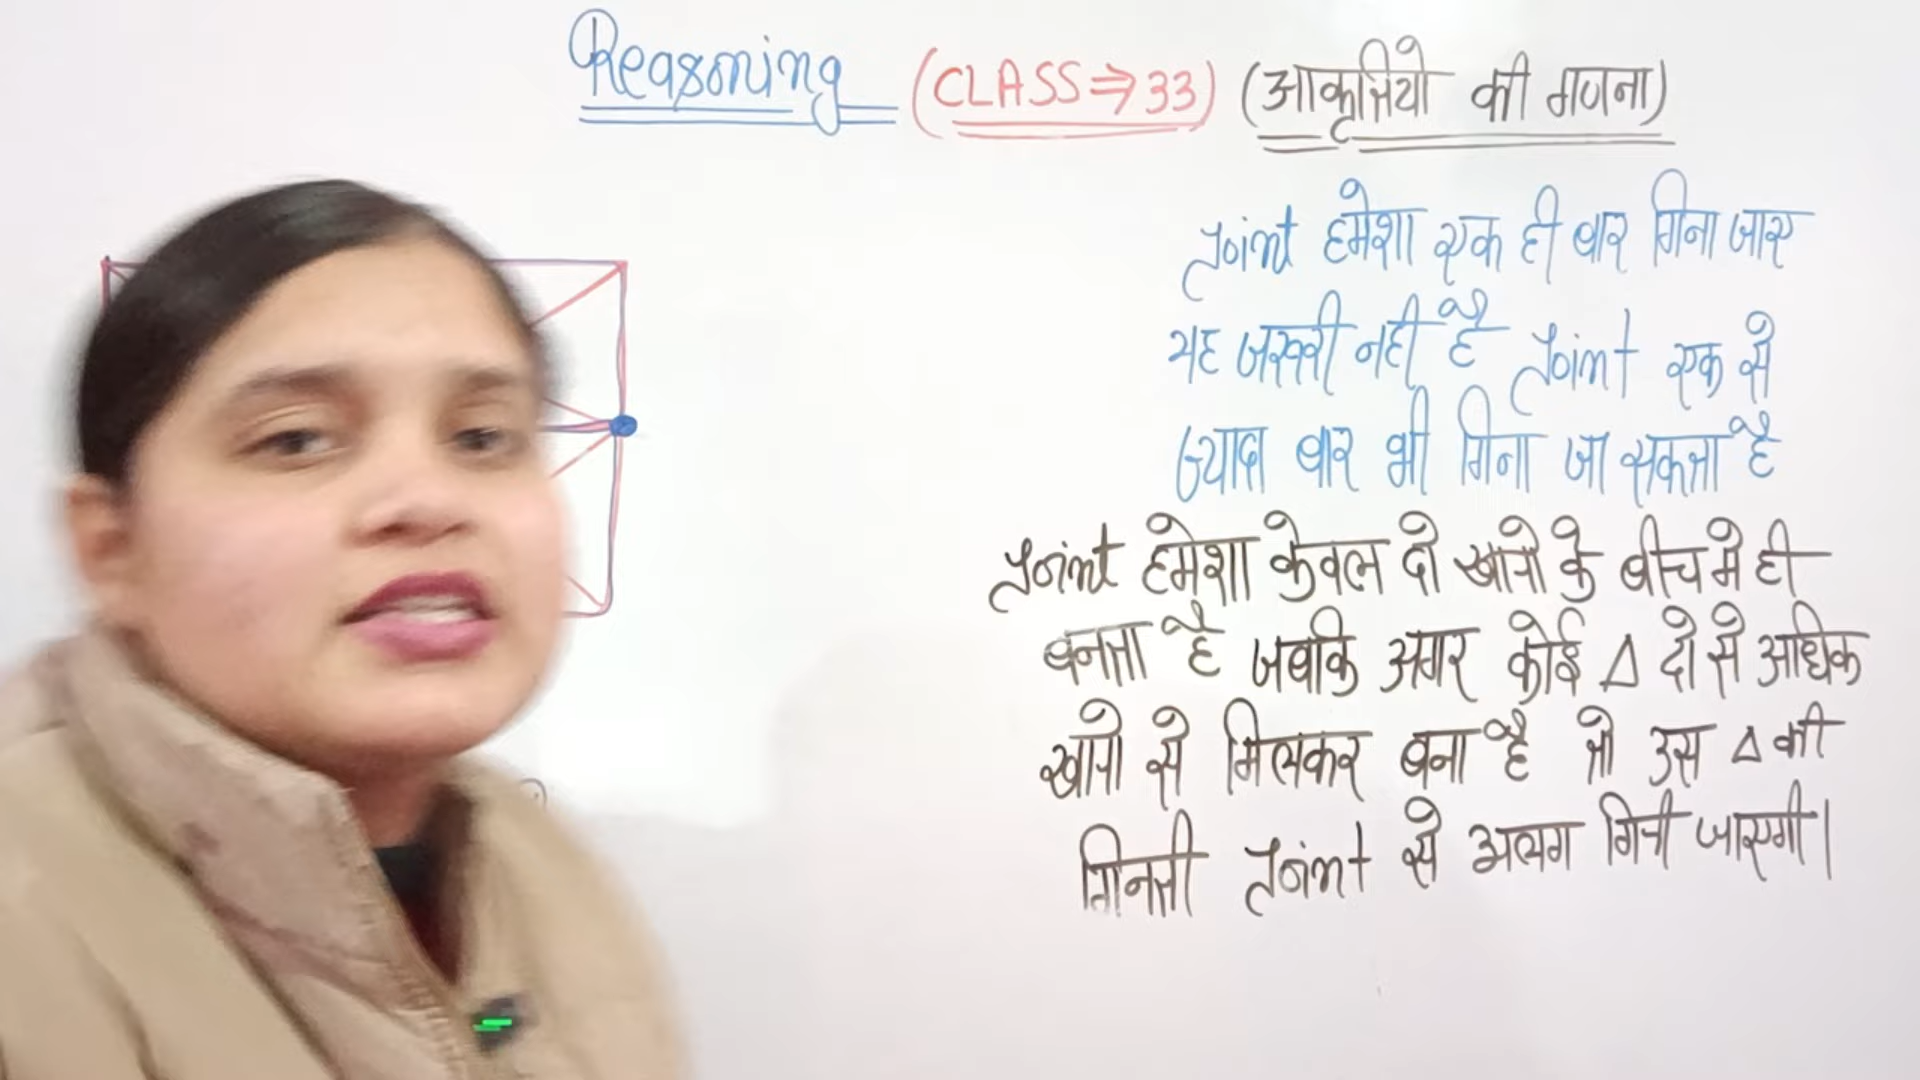 Reasoning (CLASS⇒33) (आकृतियो की गणना)
Joint हमेशा एक ही बार गिना जाए
यह जरूरी नही है Joint एक से
ज्यादा बार भी गिना जा सकता है
Joint हमेशा केवल दो खानो के बीच मे ही
बनता है जबकि अगर कोई Δ दो से अधिक
खानो से मिलकर बना है तो उस Δ की
गिनती Joint से अलग गिनी जाएगी।